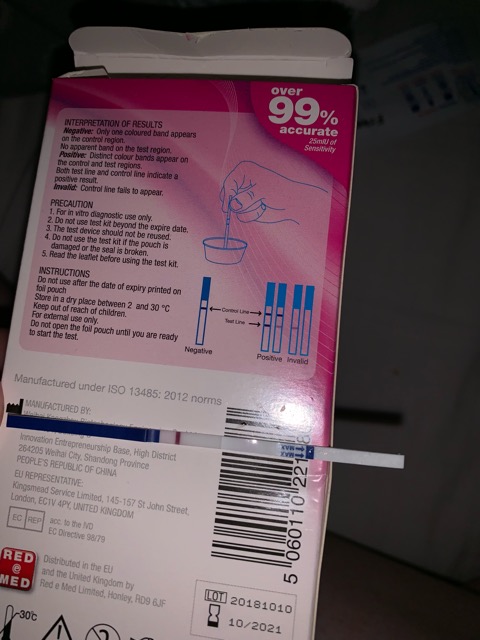 over
99%
accurate
25mIU of
Sensitivity
INTERPRETATION OF RESULTS
Negative: Only one coloured band appears
on the control region.
No apparent band on the test region.
Positive: Distinct colour bands appear on
the control and test regions.
Both test line and control line indicate a
positive result.
Invalid: Control line fails to appear.
PRECAUTION
1. For in vitro diagnostic use only.
2. Do not use test kit beyond the expire date.
3. The test device should not be reused.
4. Do not use the test kit if the pouch is
damaged or the seal is broken.
5. Read the leaflet before using the test kit.
INSTRUCTIONS
Do not use after the date of expiry printed on
foil pouch
Store in a dry place between 2 and 30 °C
Keep out of reach of children.
For external use only.
Do not open the foil pouch until you are ready
to start the test.
Control Line
Test Line
Negative
Positive
Invalid
Manufactured under ISO 13485: 2012 norms
MANUFACTURED BY:
MAX
Innovation Entrepreneurship Base, High District
264205 Weihai, Shandong Province
PEOPLE'S REPUBLIC OF CHINA
EU REPRESENTATIVE:
Kingsmead Service Limited, 145-157 St John Street,
London, EC1V 4PY, UNITED KINGDOM
EC REP
acc. to the IVD
EC Directive 98/79
5 060110 221
RED
@
MED
Distributed in the EU
and the United Kingdom by
Red e Med Limited, Honley, RD9 6JF
LOT 20181010
10/2021
30°C
2